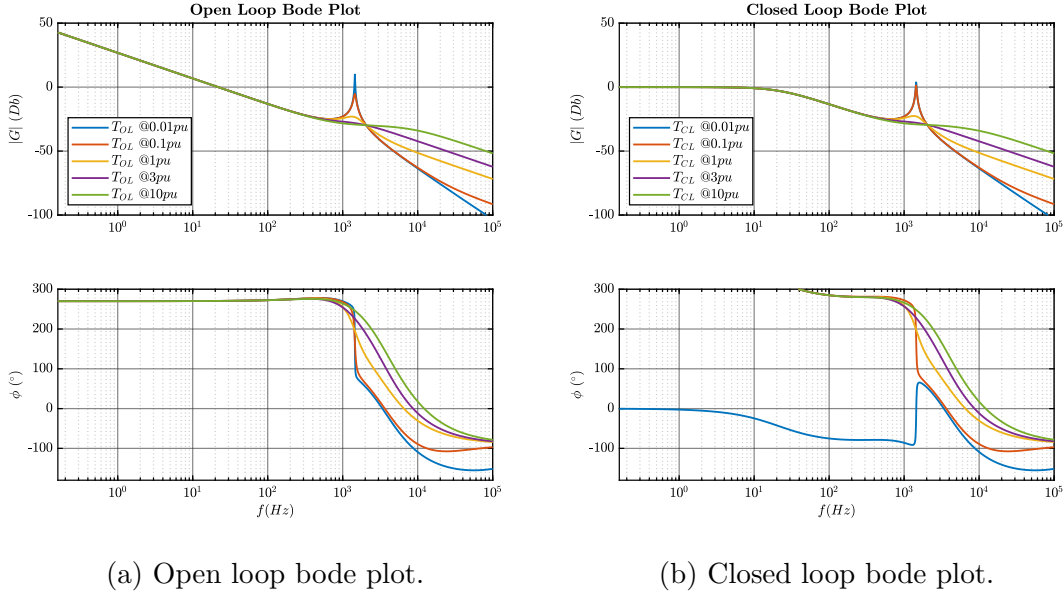 Open Loop Bode Plot
50
0
-50
-100
|G| (Db)
T_OL @0.01pu
T_OL @0.1pu
T_OL @1pu
T_OL @3pu
T_OL @10pu
10^0 10^1 10^2 10^3 10^4 10^5
300
200
100
0
-100
ϕ (°)
10^0 10^1 10^2 10^3 10^4 10^5
f(Hz)
(a) Open loop bode plot.
Closed Loop Bode Plot
50
0
-50
-100
|G| (Db)
T_CL @0.01pu
T_CL @0.1pu
T_CL @1pu
T_CL @3pu
T_CL @10pu
10^0 10^1 10^2 10^3 10^4 10^5
300
200
100
0
-100
ϕ (°)
10^0 10^1 10^2 10^3 10^4 10^5
f(Hz)
(b) Closed loop bode plot.